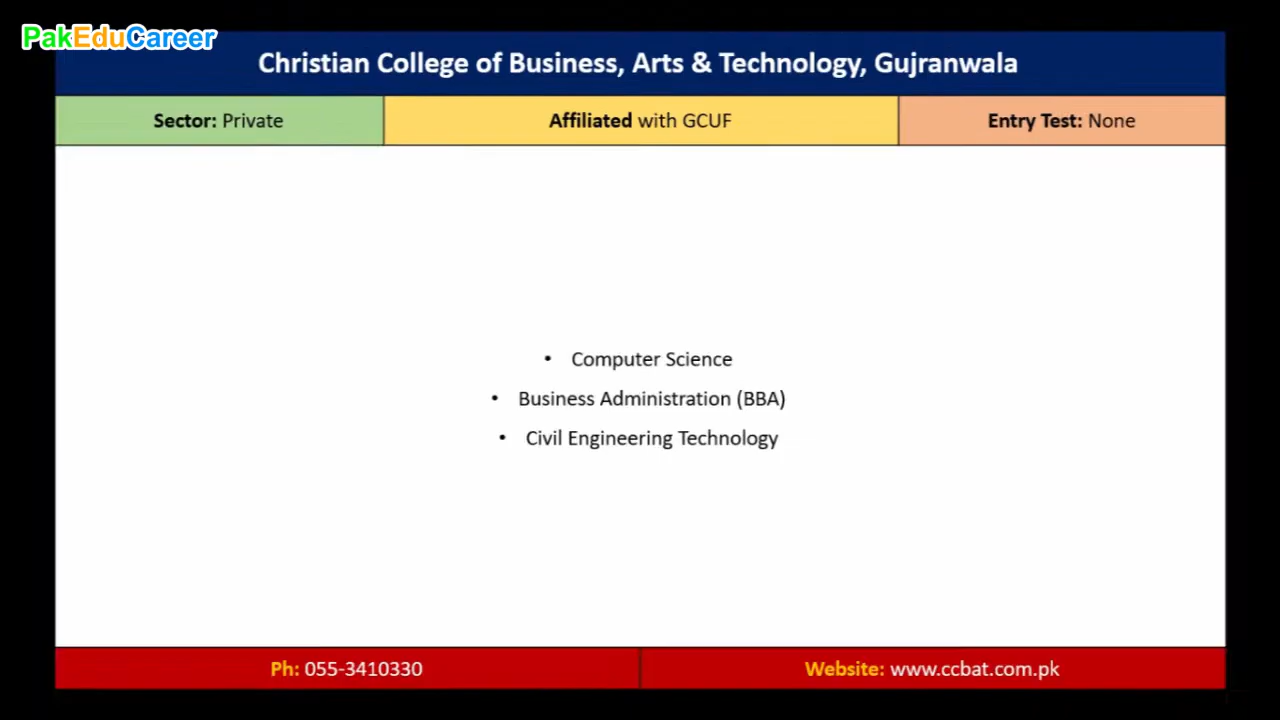 PakEduCareer
Christian College of Business, Arts & Technology, Gujranwala
Sector: Private
Affiliated with GCUF
Entry Test: None
• Computer Science
• Business Administration (BBA)
• Civil Engineering Technology
Ph: 055-3410330
Website: www.ccbat.com.pk